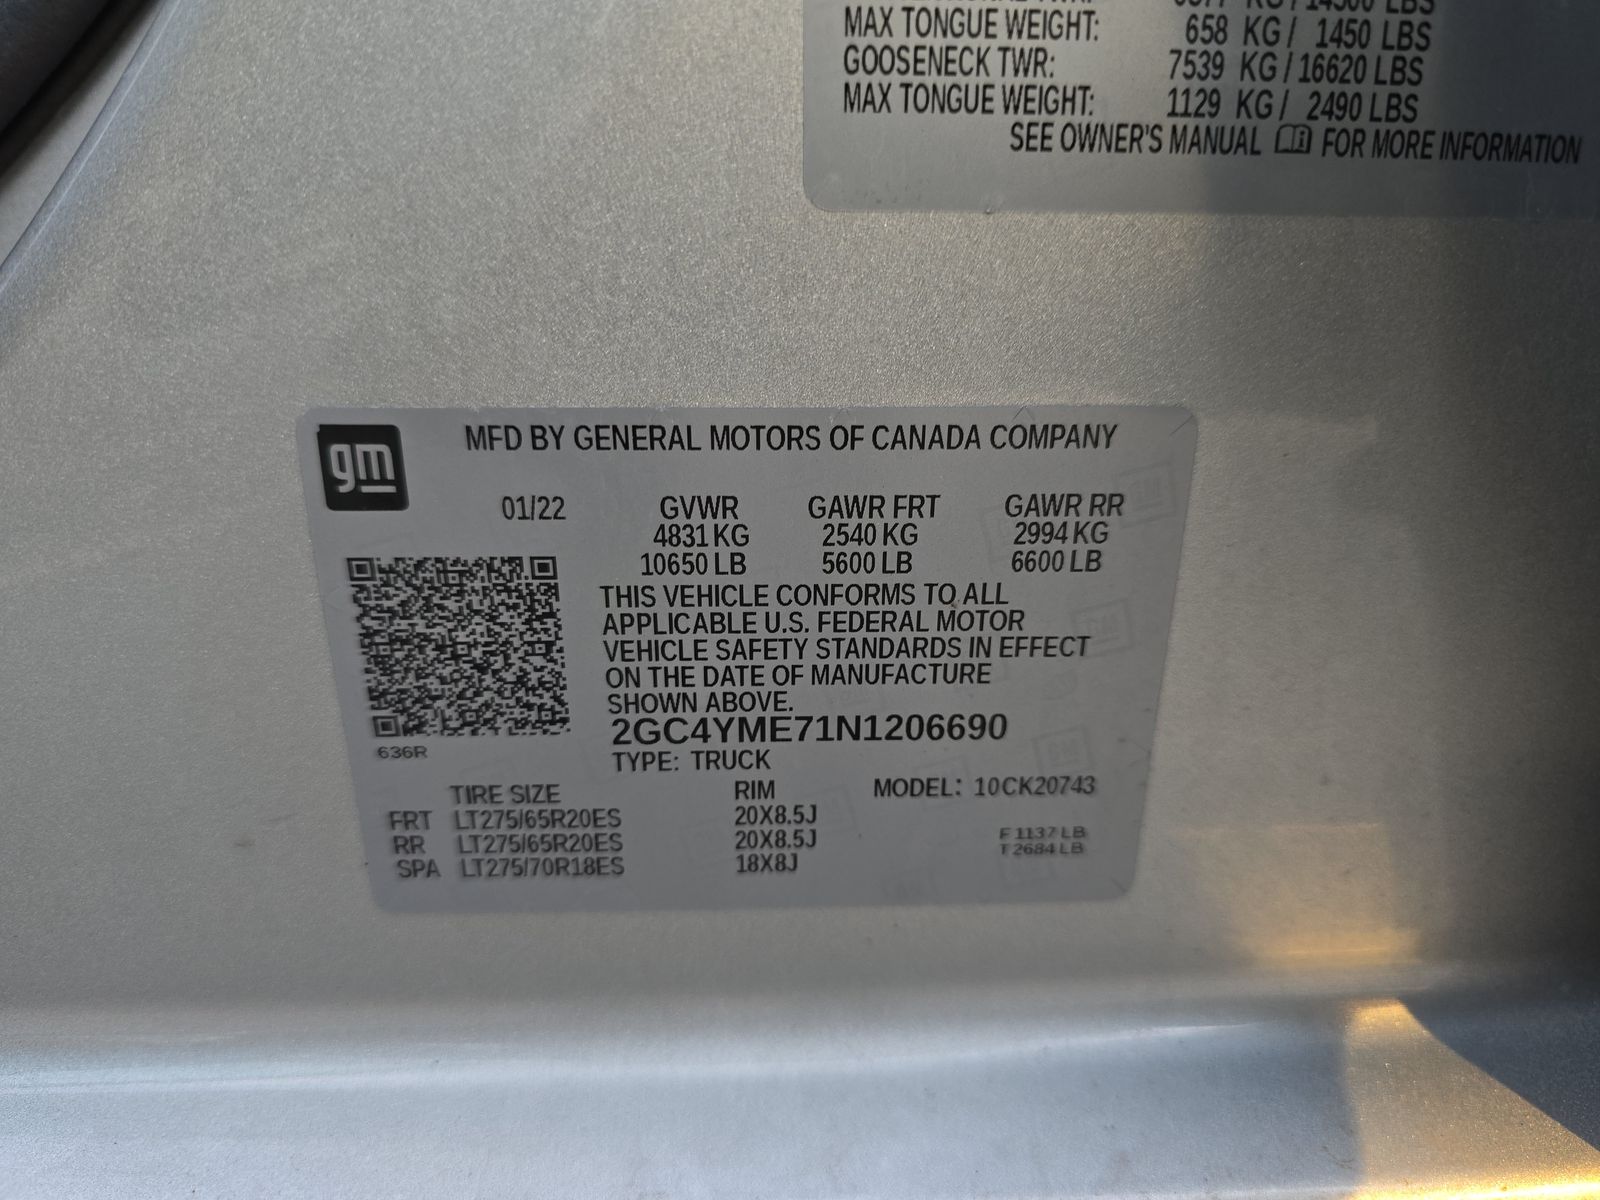 14500 LBS
MAX TONGUE WEIGHT: 658 KG / 1450 LBS
GOOSENECK TWR: 7539 KG / 16620 LBS
MAX TONGUE WEIGHT: 1129 KG / 2490 LBS
SEE OWNER'S MANUAL FOR MORE INFORMATION
gm
MFD BY GENERAL MOTORS OF CANADA COMPANY
01/22 GVWR GAWR FRT GAWR RR
4831 KG 2540 KG 2994 KG
10650 LB 5600 LB 6600 LB
THIS VEHICLE CONFORMS TO ALL
APPLICABLE U.S. FEDERAL MOTOR
VEHICLE SAFETY STANDARDS IN EFFECT
ON THE DATE OF MANUFACTURE
SHOWN ABOVE.
2GC4YME71N1206690
636R
TYPE: TRUCK
TIRE SIZE RIM MODEL: 10CK20743
FRT LT275/65R20ES 20X8.5J
RR LT275/65R20ES 20X8.5J
SPA LT275/70R18ES 18X8J
F 1137 LB
T 2684 LB